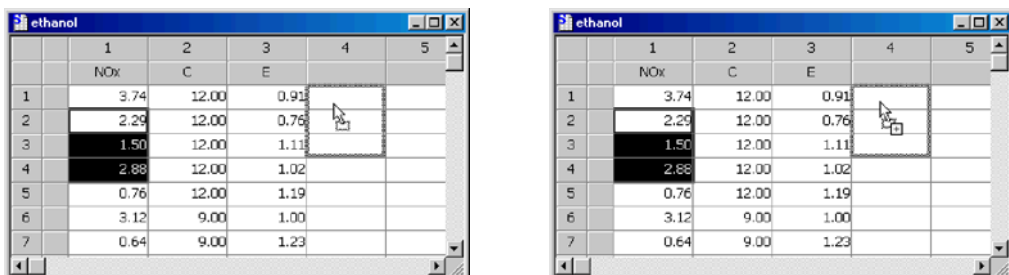 ethanol
1 2 3 4 5
NOx C E
1 3.74 12.00 0.91
2 2.29 12.00 0.76
3 1.50 12.00 1.11
4 2.88 12.00 1.02
5 0.76 12.00 1.19
6 3.12 9.00 1.00
7 0.64 9.00 1.23
ethanol
1 2 3 4 5
NOx C E
1 3.74 12.00 0.91
2 2.29 12.00 0.76
3 1.50 12.00 1.11
4 2.88 12.00 1.02
5 0.76 12.00 1.19
6 3.12 9.00 1.00
7 0.64 9.00 1.23